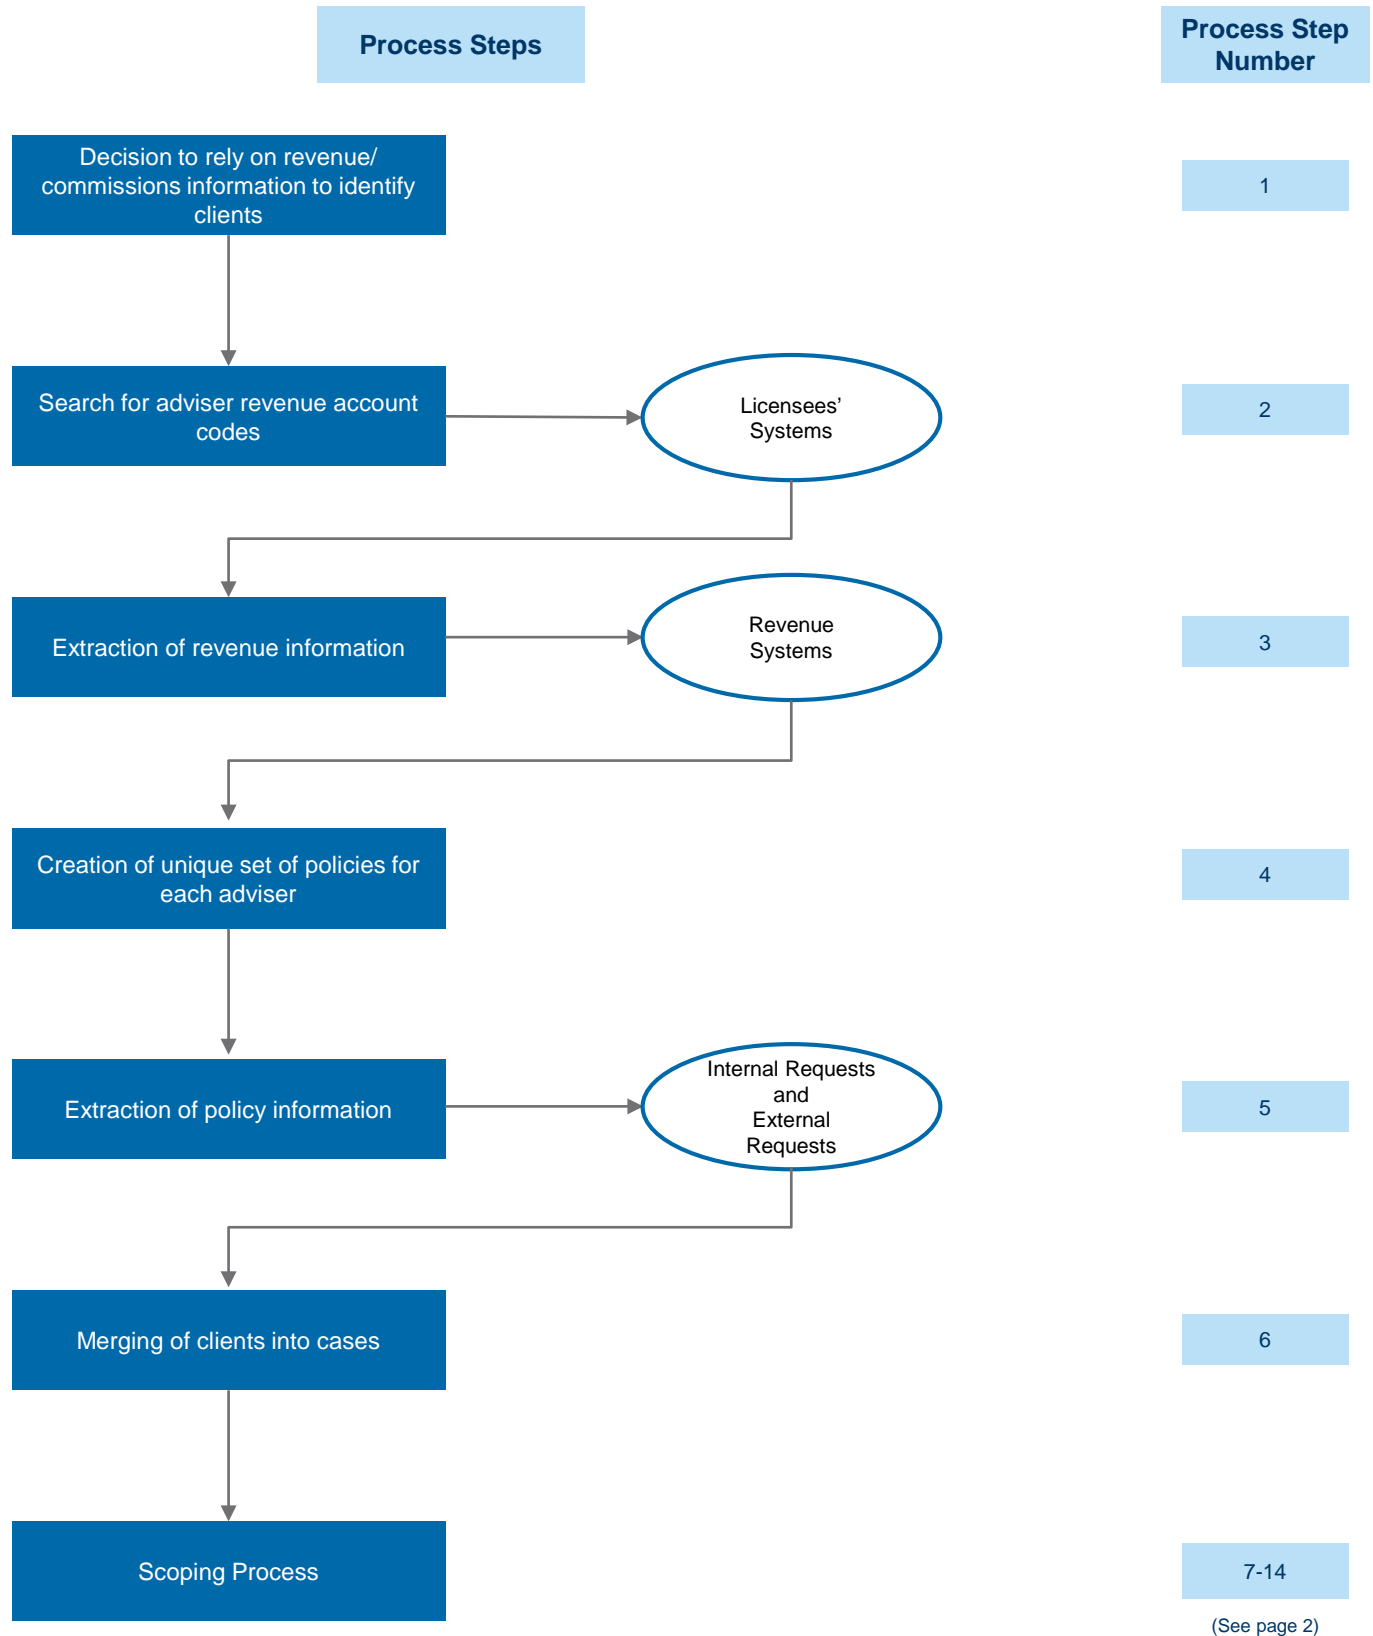 Process Steps
Process Step
Number
Decision to rely on revenue/
commissions information to identify
clients
1
Search for adviser revenue account
codes
Licensees’
Systems
2
Extraction of revenue information
Revenue
Systems
3
Creation of unique set of policies for
each adviser
4
Extraction of policy information
Internal Requests
and
External
Requests
5
Merging of clients into cases
6
Scoping Process
7-14
(See page 2)